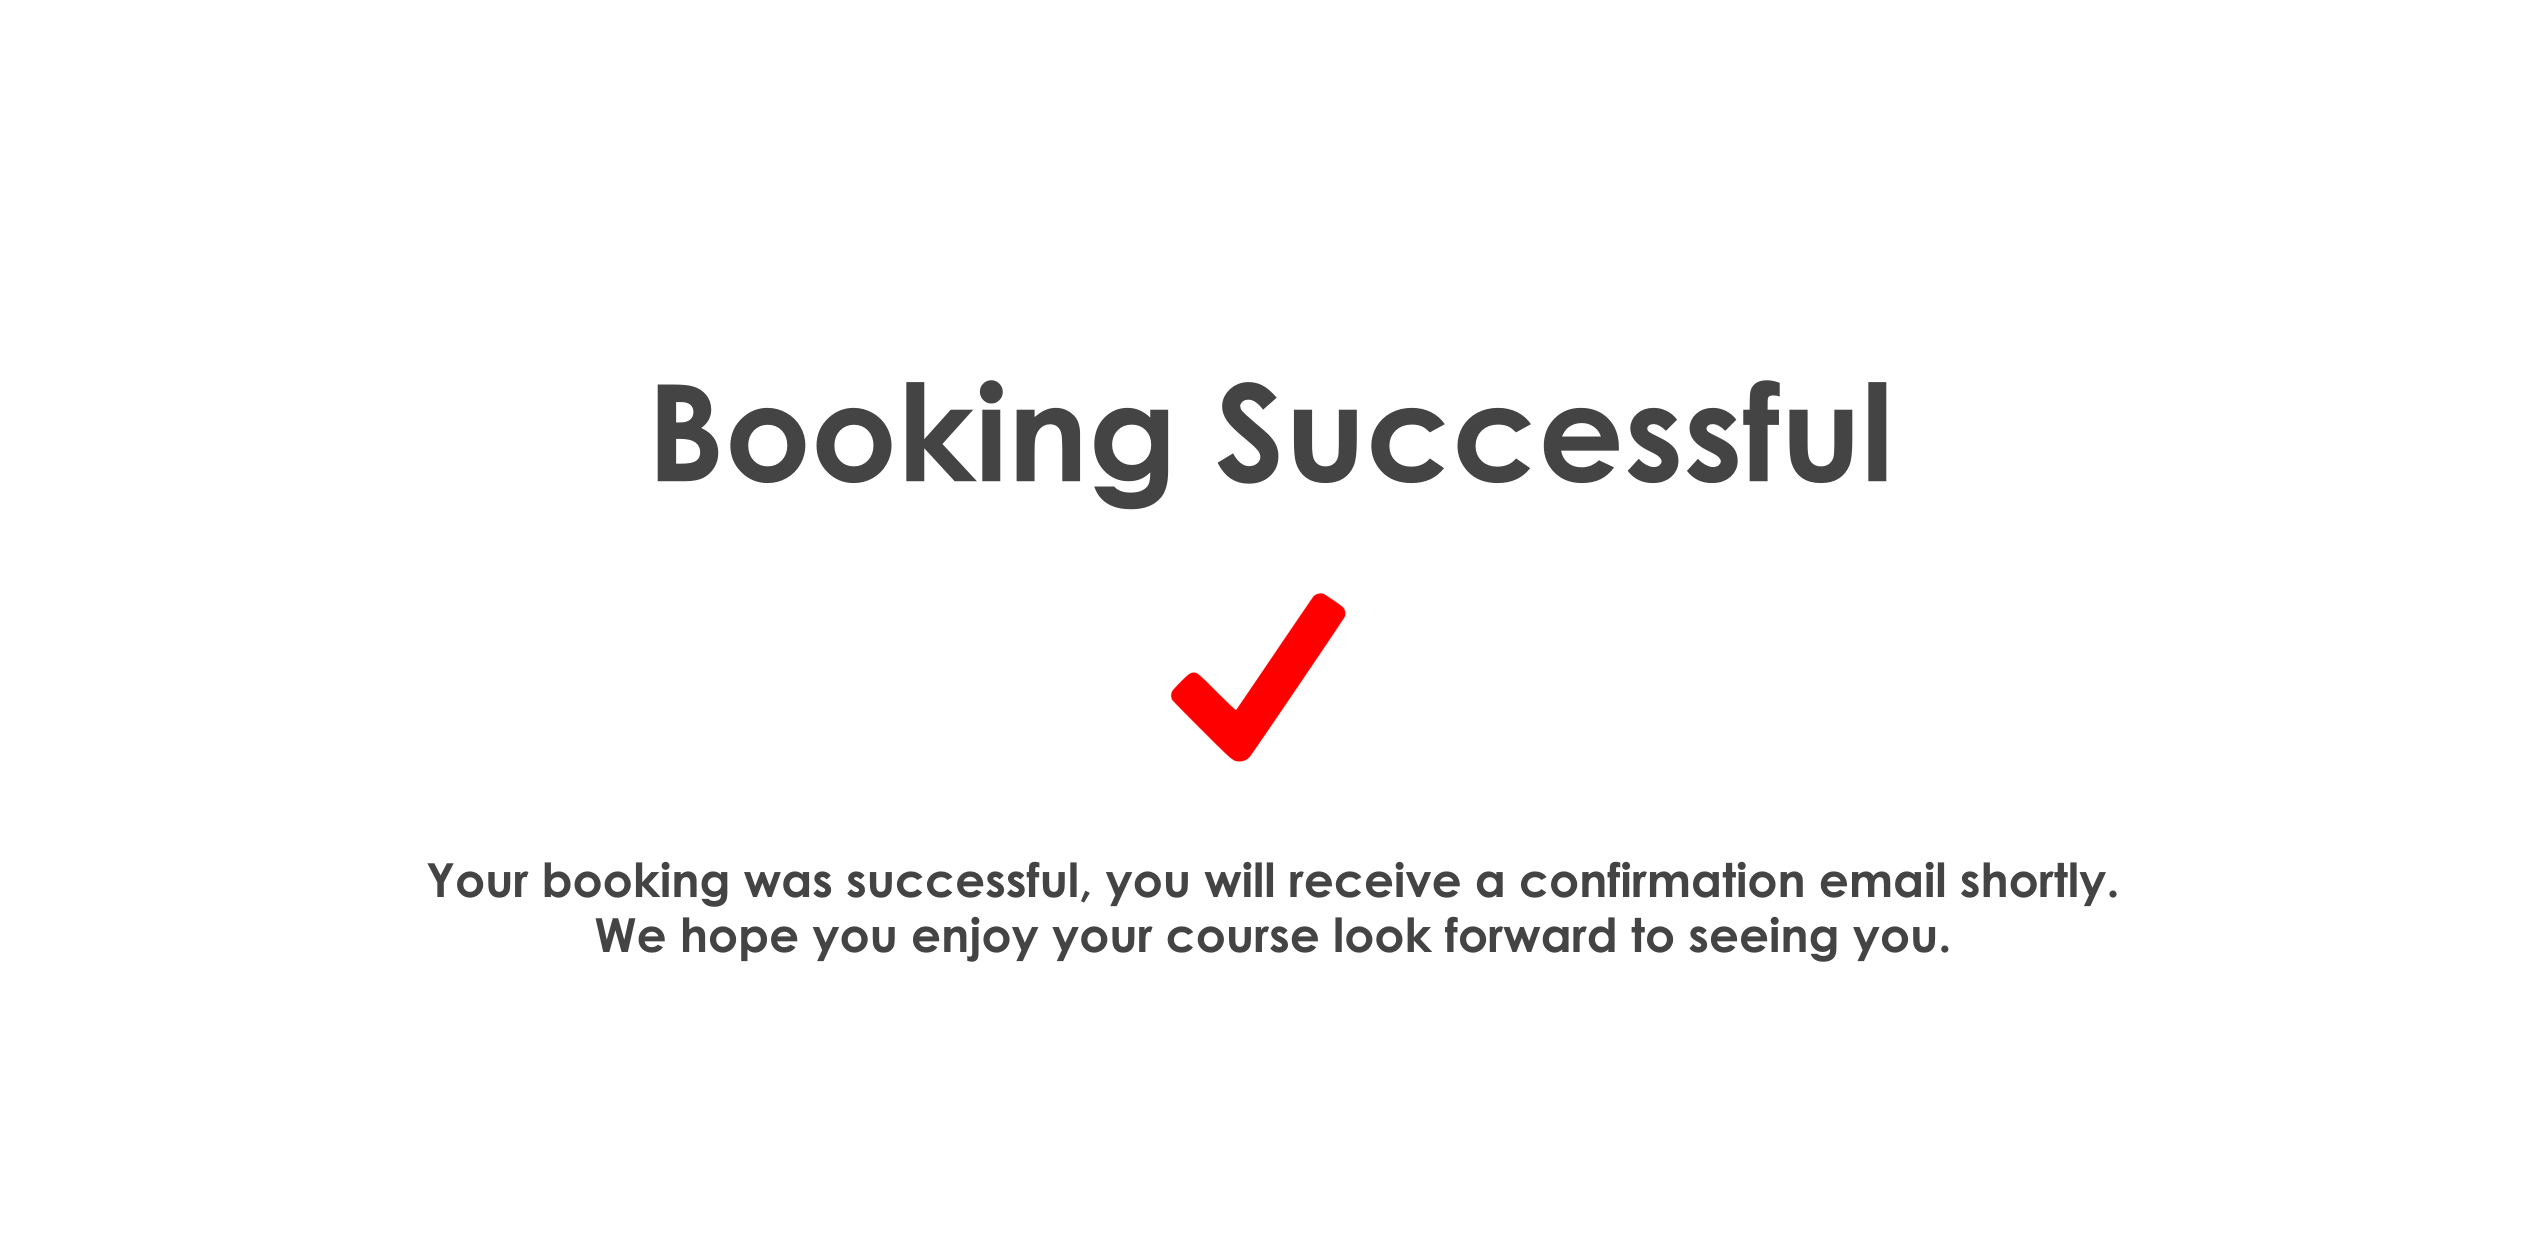 Booking Successful
Your booking was successful, you will receive a confirmation email shortly.
We hope you enjoy your course look forward to seeing you.